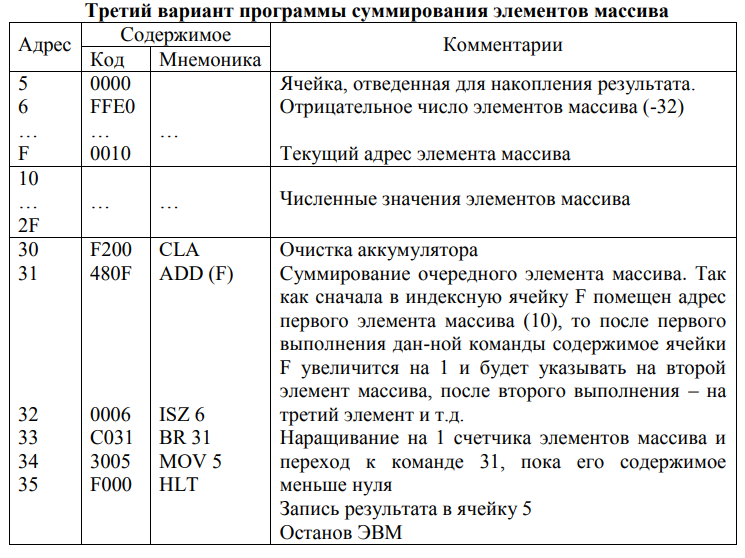 Третий вариант программы суммирования элементов массива
Адрес Содержимое Комментарии
Код Мнемоника
5 0000 Ячейка, отведенная для накопления результата.
6 FFE0 Отрицательное число элементов массива (-32)
… … …
F 0010 Текущий адрес элемента массива
10
… … … Численные значения элементов массива
2F
30 F200 CLA Очистка аккумулятора
31 480F ADD (F) Суммирование очередного элемента массива. Так
как сначала в индексную ячейку F помещен адрес
первого элемента массива (10), то после первого
выполнения дан-ной команды содержимое ячейки
F увеличится на 1 и будет указывать на второй
элемент массива, после второго выполнения – на
32 0006 ISZ 6 третий элемент и т.д.
33 C031 BR 31 Наращивание на 1 счетчика элементов массива и
34 3005 MOV 5 переход к команде 31, пока его содержимое
35 F000 HLT меньше нуля
Запись результата в ячейку 5
Останов ЭВМ